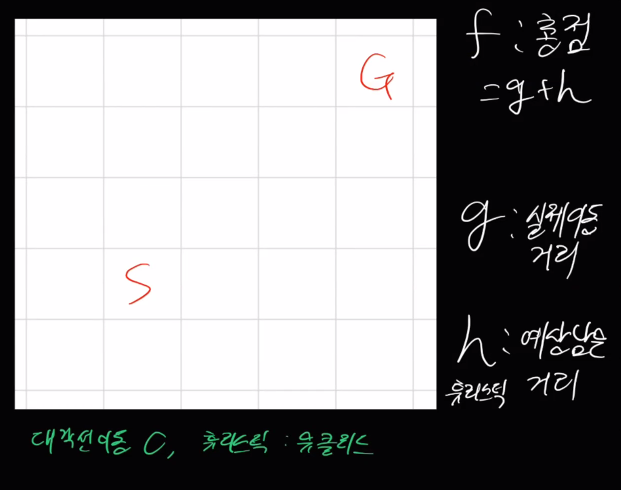 G
S
f :총점
= g + h
g : 실제이동
거리
h : 예상남은
휴리스틱 거리
대각선이동 O, 휴리스틱 : 유클리드